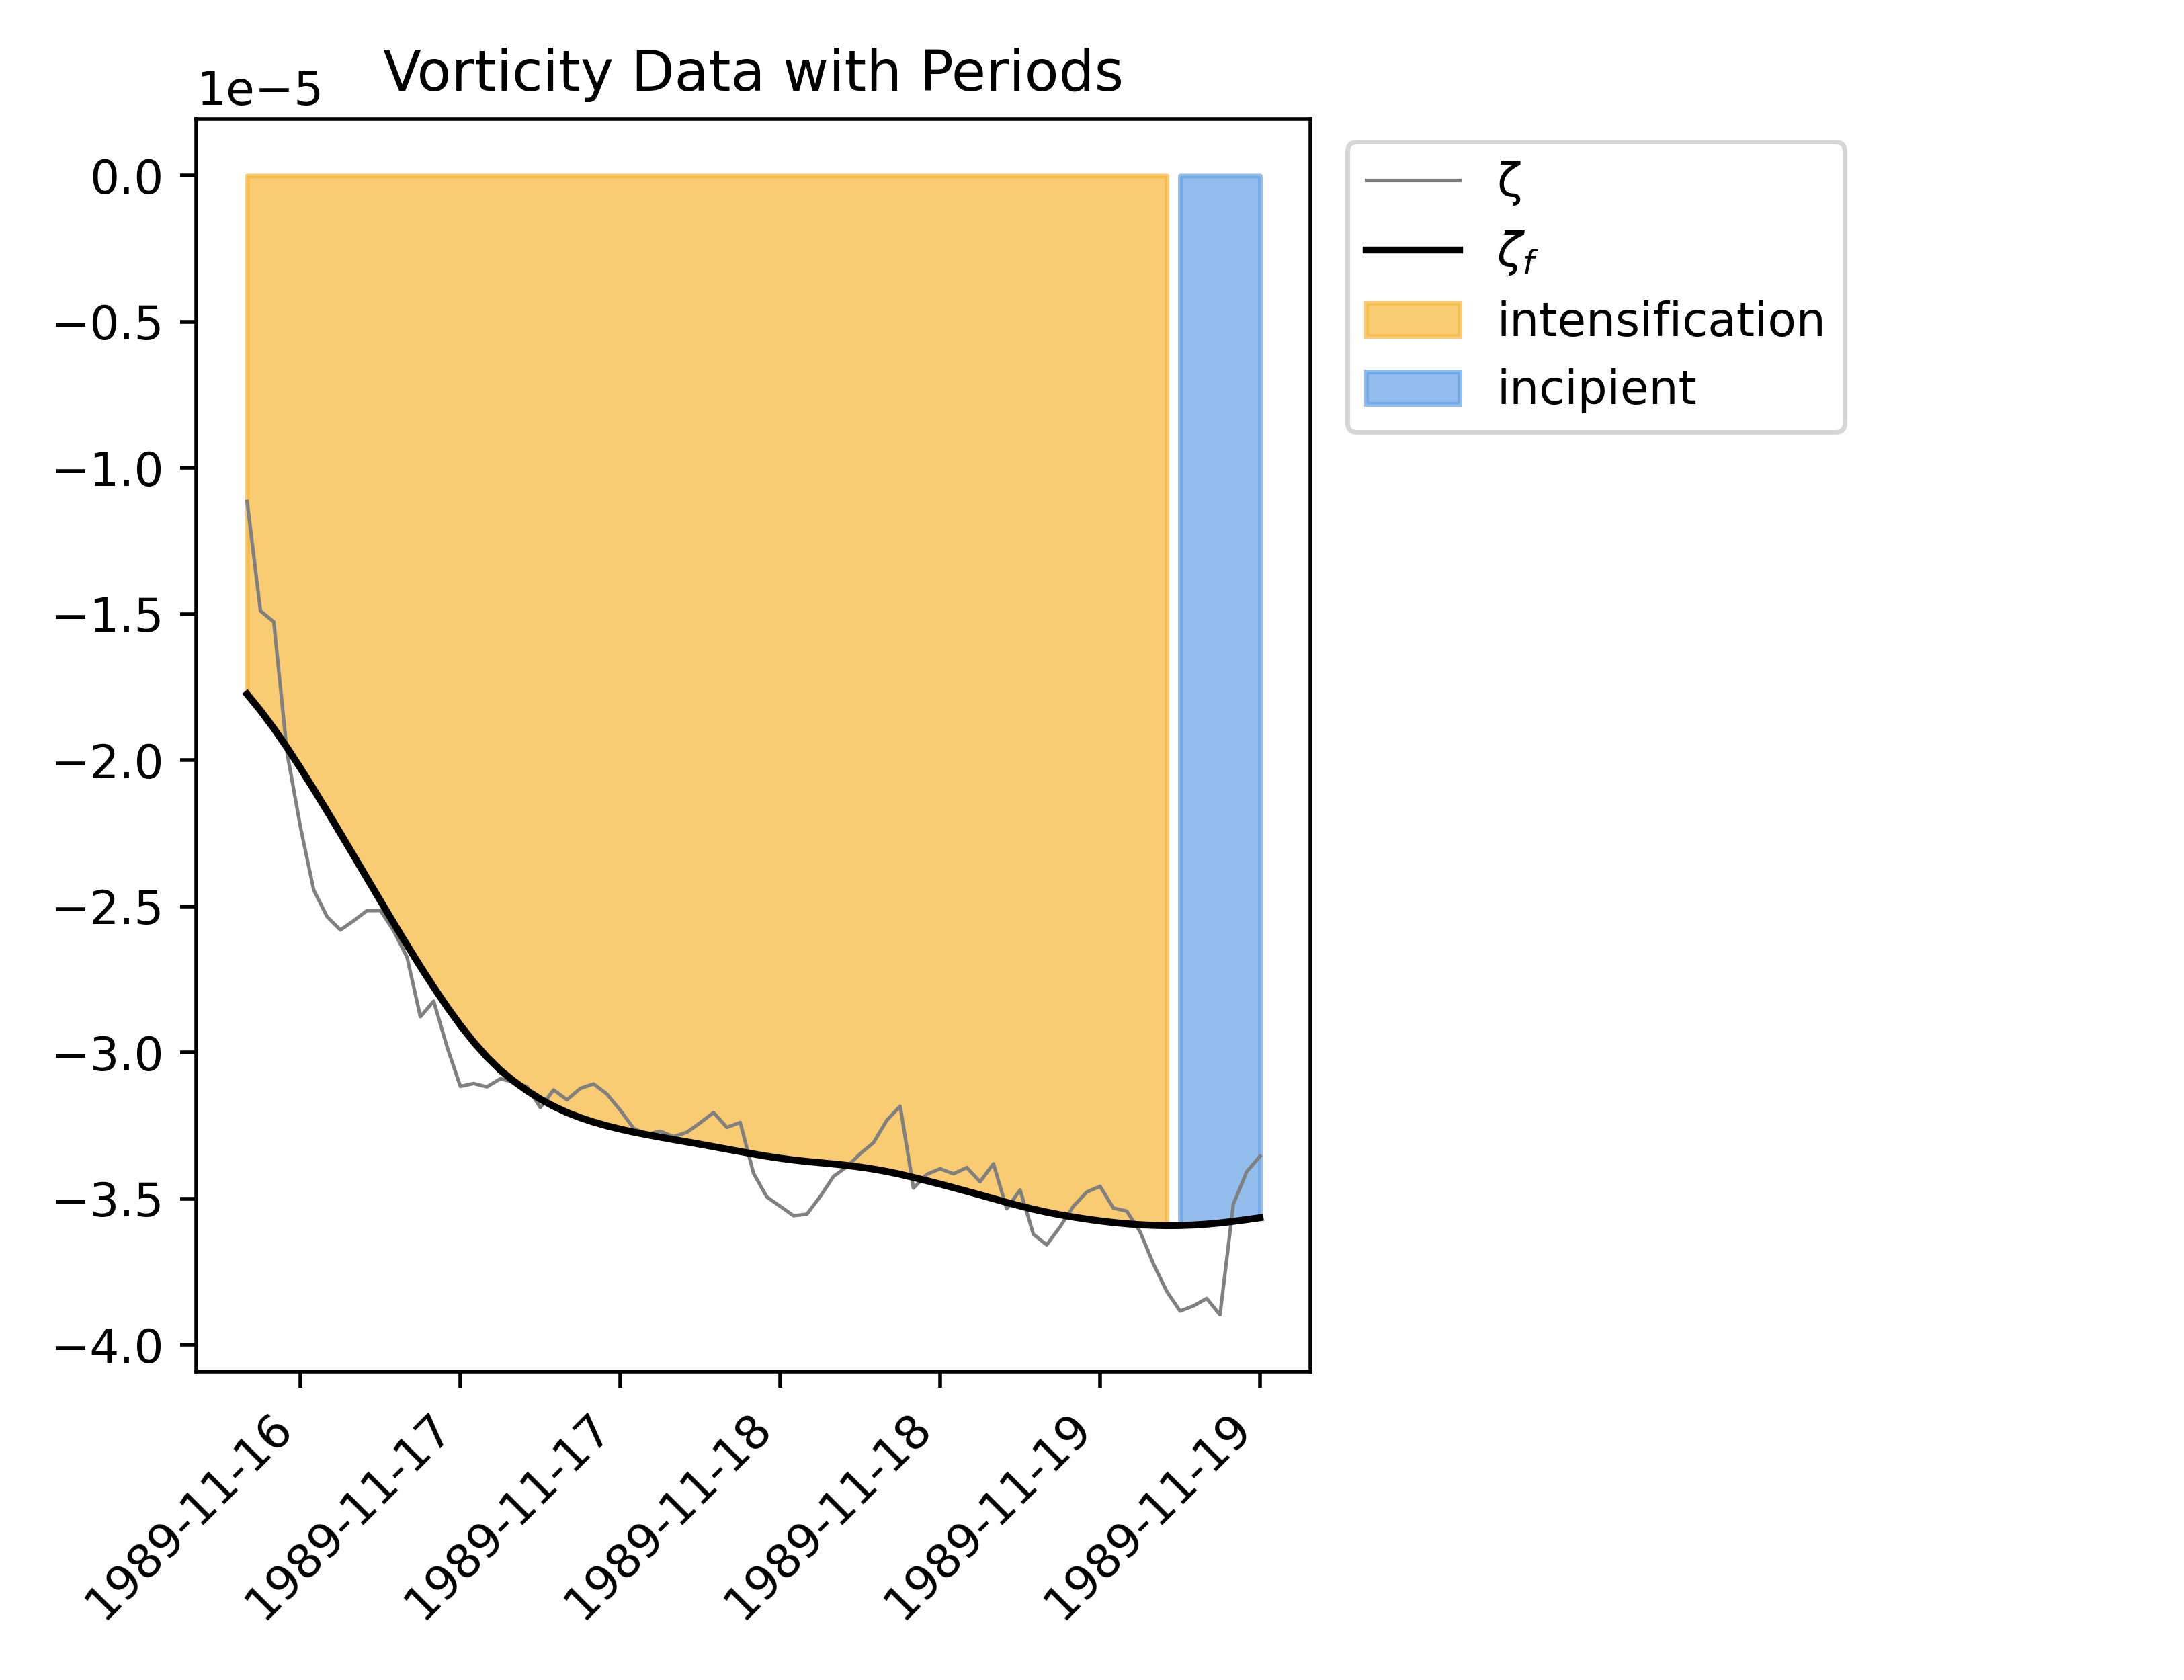 Vorticity Data with Periods
1e−5
0.0
−0.5
−1.0
−1.5
−2.0
−2.5
−3.0
−3.5
−4.0
1989-11-16
1989-11-17
1989-11-17
1989-11-18
1989-11-18
1989-11-19
1989-11-19
ζ
ζf
intensification
incipient